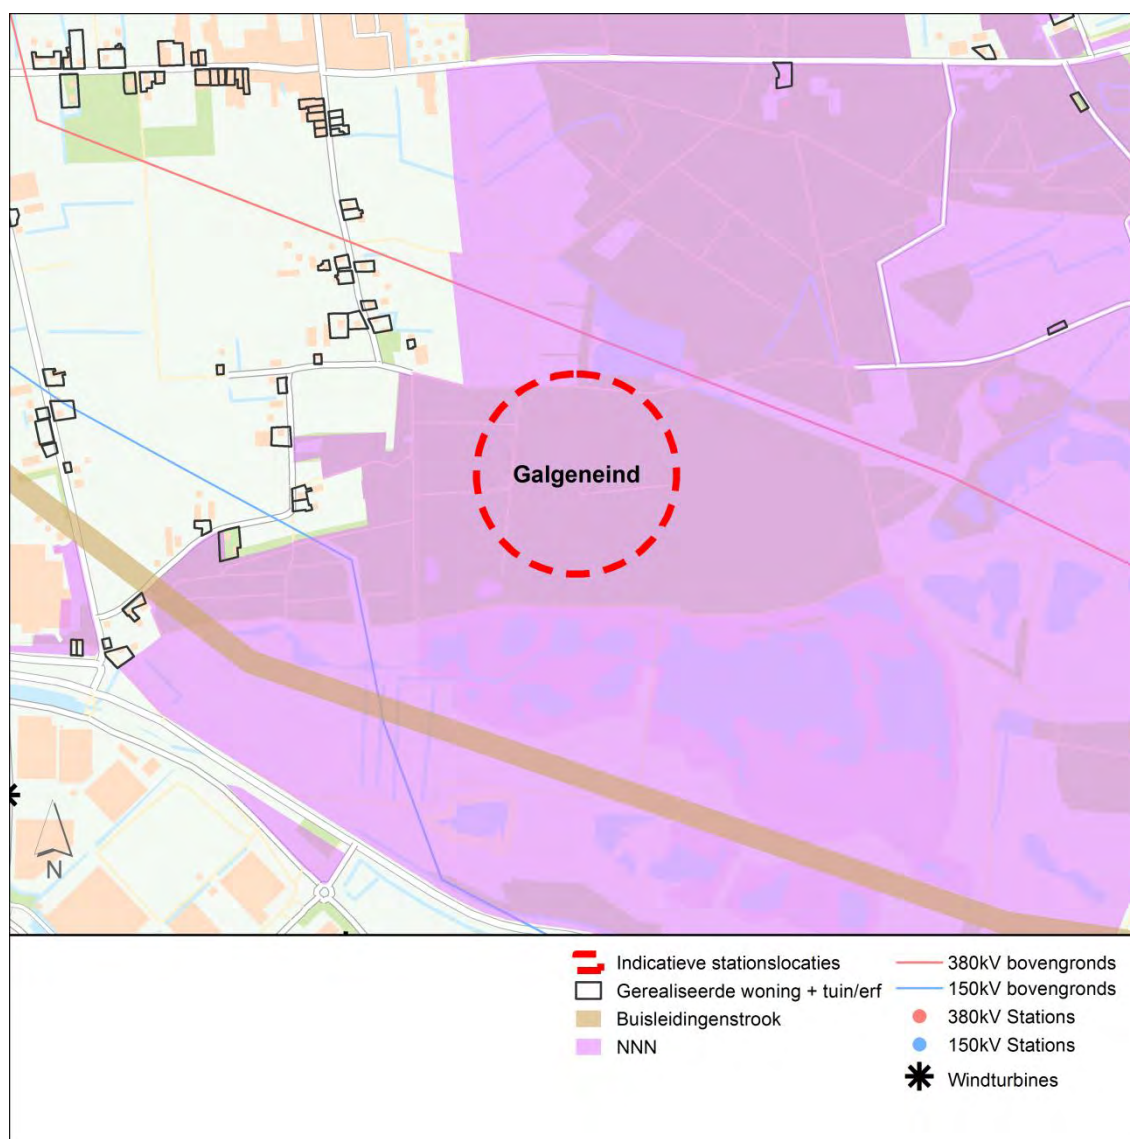 Galgeneind
N
Indicatieve stationslocaties
Gerealiseerde woning + tuin/erf
Buisleidingenstrook
NNN
380kV bovengronds
150kV bovengronds
380kV Stations
150kV Stations
Windturbines